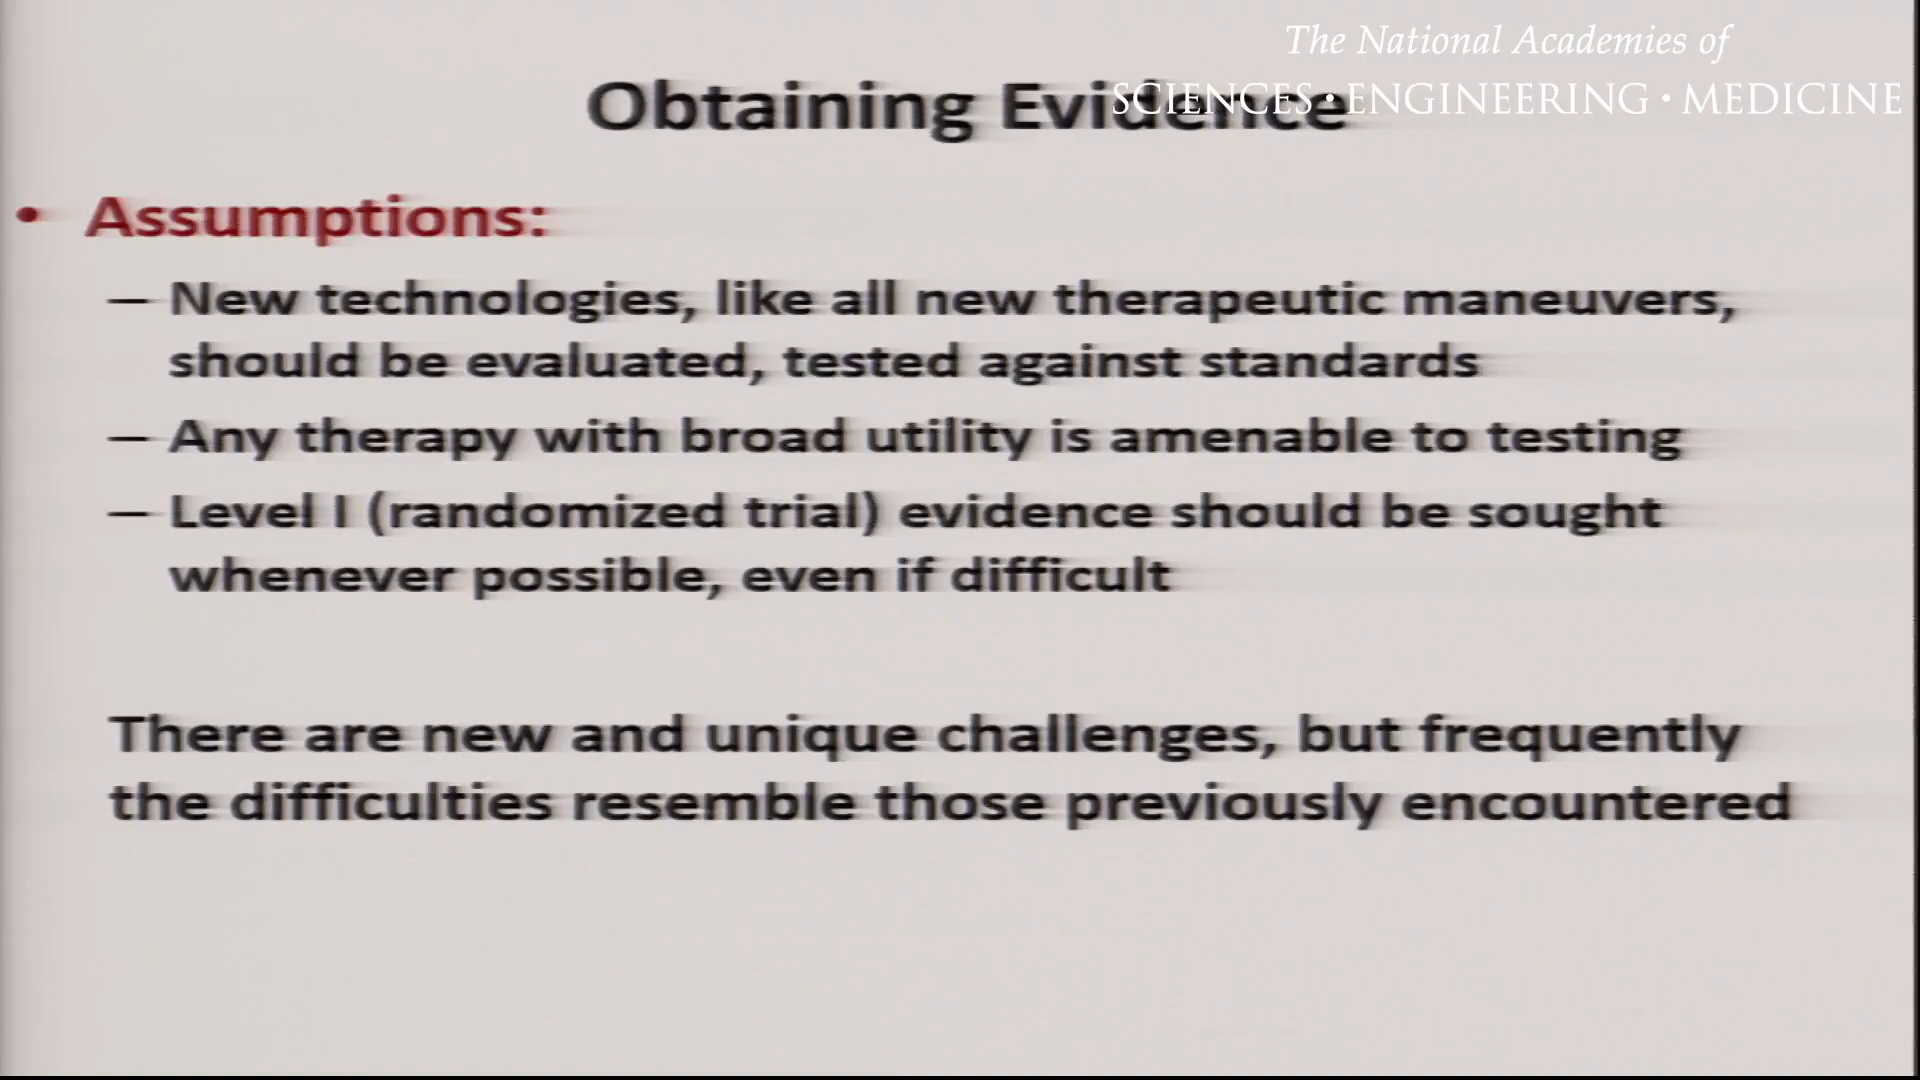 The National Academies of
SCIENCES • ENGINEERING • MEDICINE
Obtaining Evidence
• Assumptions:
– New technologies, like all new therapeutic maneuvers,
should be evaluated, tested against standards
– Any therapy with broad utility is amenable to testing
– Level I (randomized trial) evidence should be sought
whenever possible, even if difficult
There are new and unique challenges, but frequently
the difficulties resemble those previously encountered